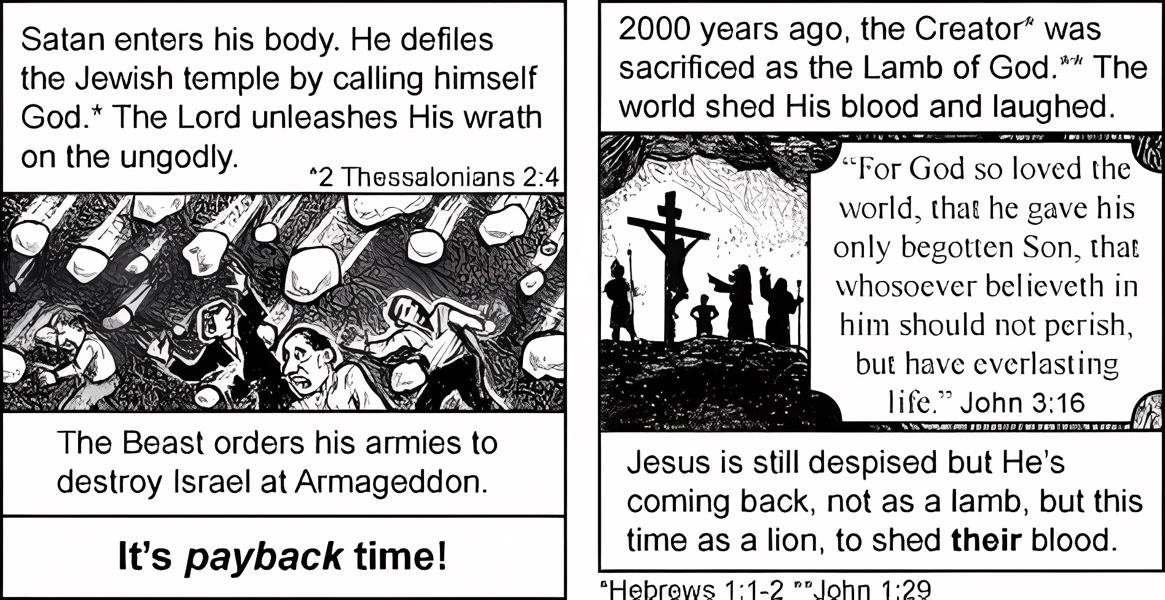 Satan enters his body. He defiles
the Jewish temple by calling himself
God.* The Lord unleashes His wrath
on the ungodly.
*2 Thessalonians 2:4
The Beast orders his armies to
destroy Israel at Armageddon.
It's payback time!
2000 years ago, the Creator* was
sacrificed as the Lamb of God.** The
world shed His blood and laughed.
“For God so loved the
world, that he gave his
only begotten Son, that
whosoever believeth in
him should not perish,
but have everlasting
life.” John 3:16
Jesus is still despised but He's
coming back, not as a lamb, but this
time as a lion, to shed their blood.
*Hebrews 1:1-2 **John 1:29